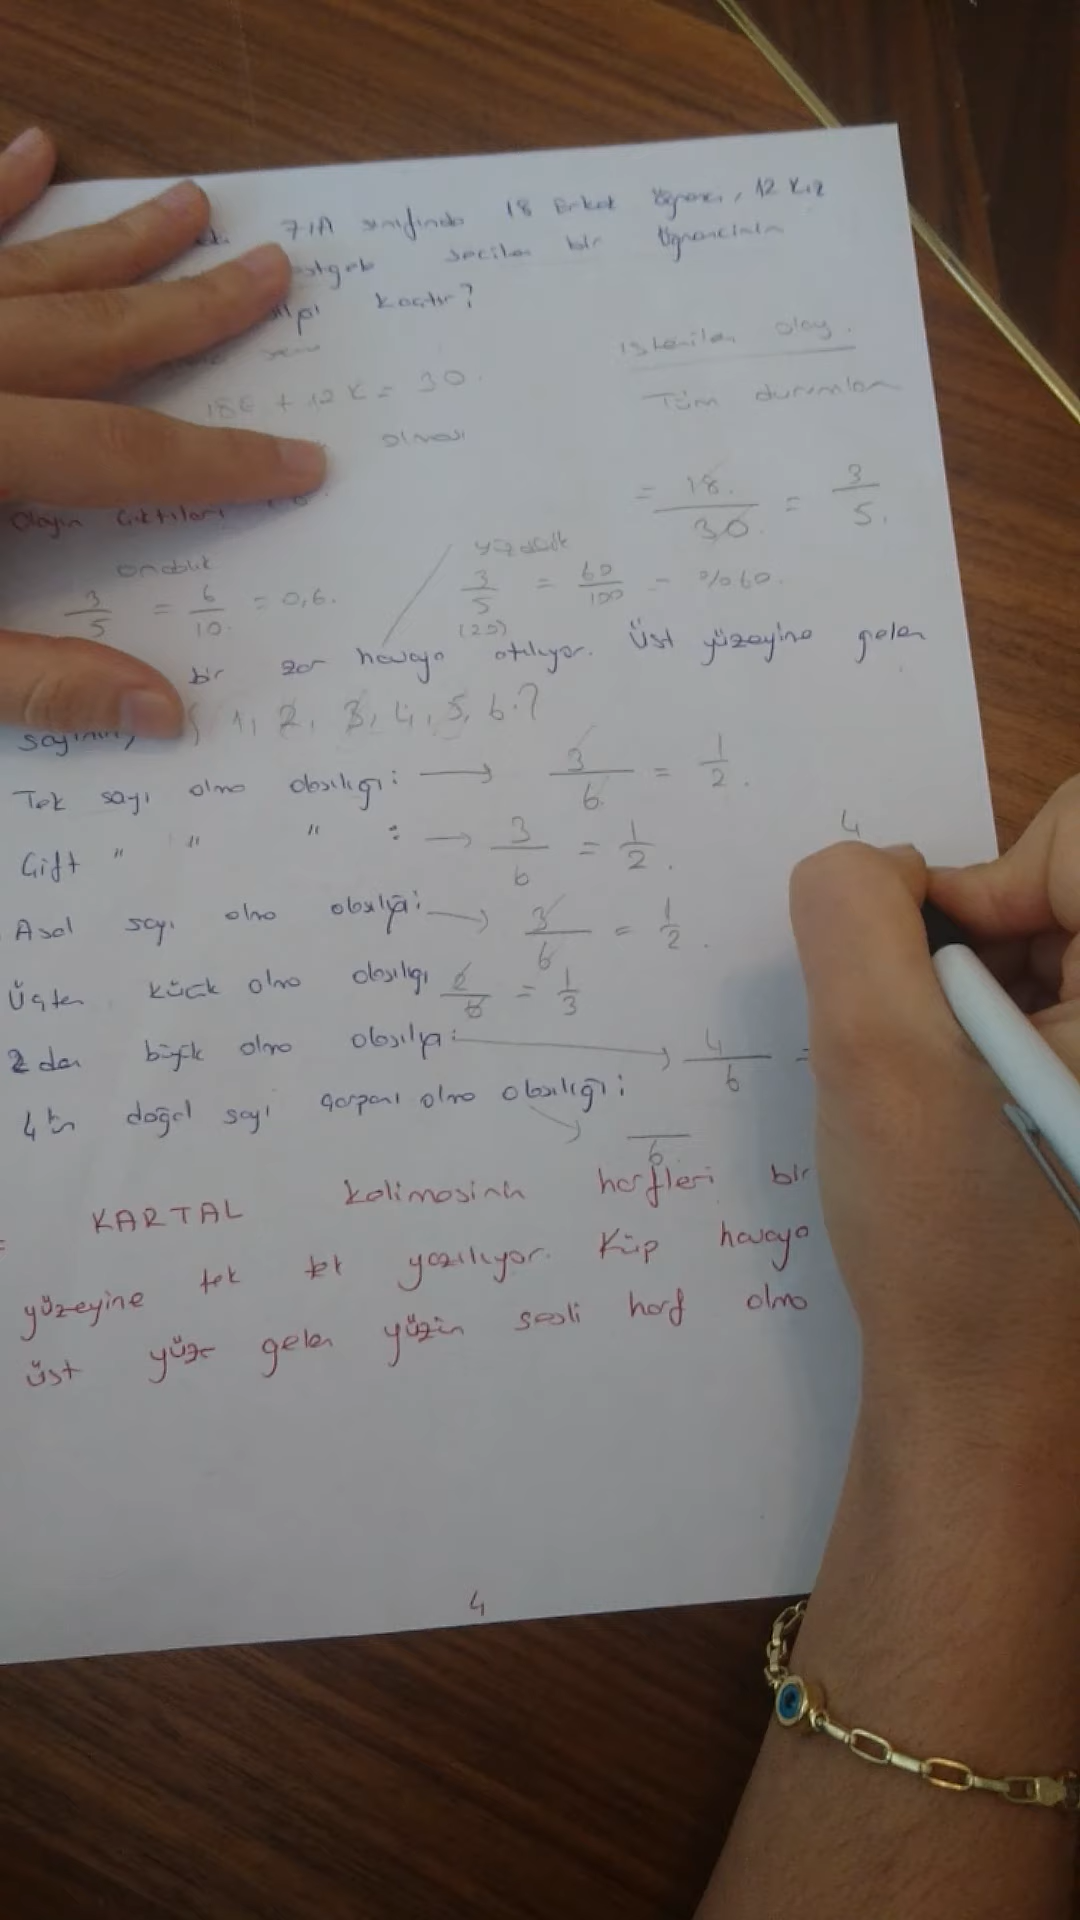 7/A sınıfında 18 Erkek öğrenci, 12 Kız
seçilen bir öğrencinin
kaçtır?
istenilen olay.
18E + 12K = 30.
Tüm durumlar
olması
= 18. / 30. = 3 / 5.
Olayın Çıktıları
ondalık
yüzdelik
3/5 = 6/10. = 0,6.
3/5 = 60/100 = %60.
(20)
bir zar havaya atılıyor. Üst yüzeyine gelen
sayının, 1, 2, 3, 4, 5, 6.?
Tek sayı olma olasılığı: → 3/6 = 1/2.
Çift " " " : → 3/6 = 1/2.
4
Asal sayı olma olasılığı: → 3/6 = 1/2.
Üçten küçük olma olasılığı 2/6 = 1/3
2 den büyük olma olasılığı: → 4/6 =
4'ün doğal sayı çarpanı olma olasılığı: → /6.
KARTAL kelimesinin harfleri bir
yüzeyine tek tek yazılıyor. Küp havaya
üst yüze gelen yüzün sesli harf olma
4